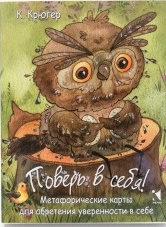 К. Крюгер
Поверь в себя!
Метафорические карты
для обретения уверенности в себе